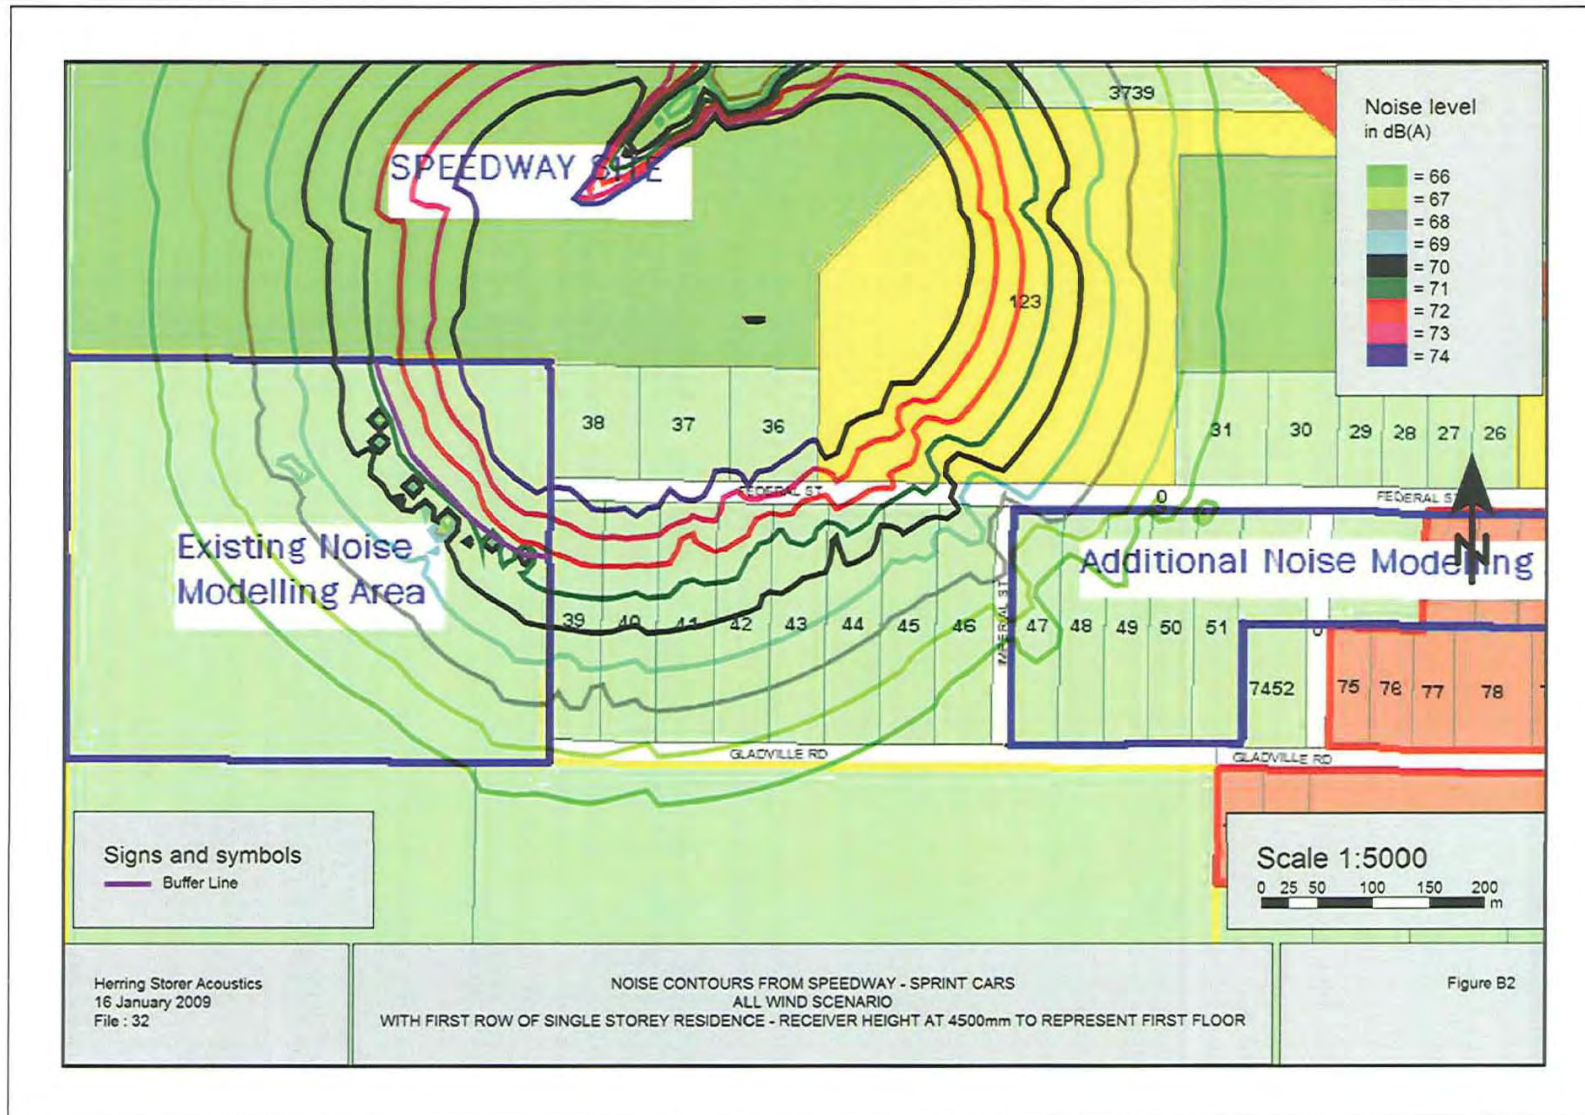 3739
Noise level
in dB(A)
= 66
= 67
= 68
= 69
= 70
= 71
= 72
= 73
= 74
SPEEDWAY SITE
123
38
37
36
31
30
29
28
27
26
FEDERAL ST
0
FEDERAL ST
N
Existing Noise
Modelling Area
Additional Noise Modelling
39
40
41
42
43
44
45
46
47
48
49
50
51
7452
75
76
77
78
GLADVILLE RD
GLADVILLE RD
Signs and symbols
Buffer Line
Scale 1:5000
0 25 50 100 150 200
m
Herring Storer Acoustics
16 January 2009
File : 32
NOISE CONTOURS FROM SPEEDWAY - SPRINT CARS
ALL WIND SCENARIO
WITH FIRST ROW OF SINGLE STOREY RESIDENCE - RECEIVER HEIGHT AT 4500mm TO REPRESENT FIRST FLOOR
Figure B2